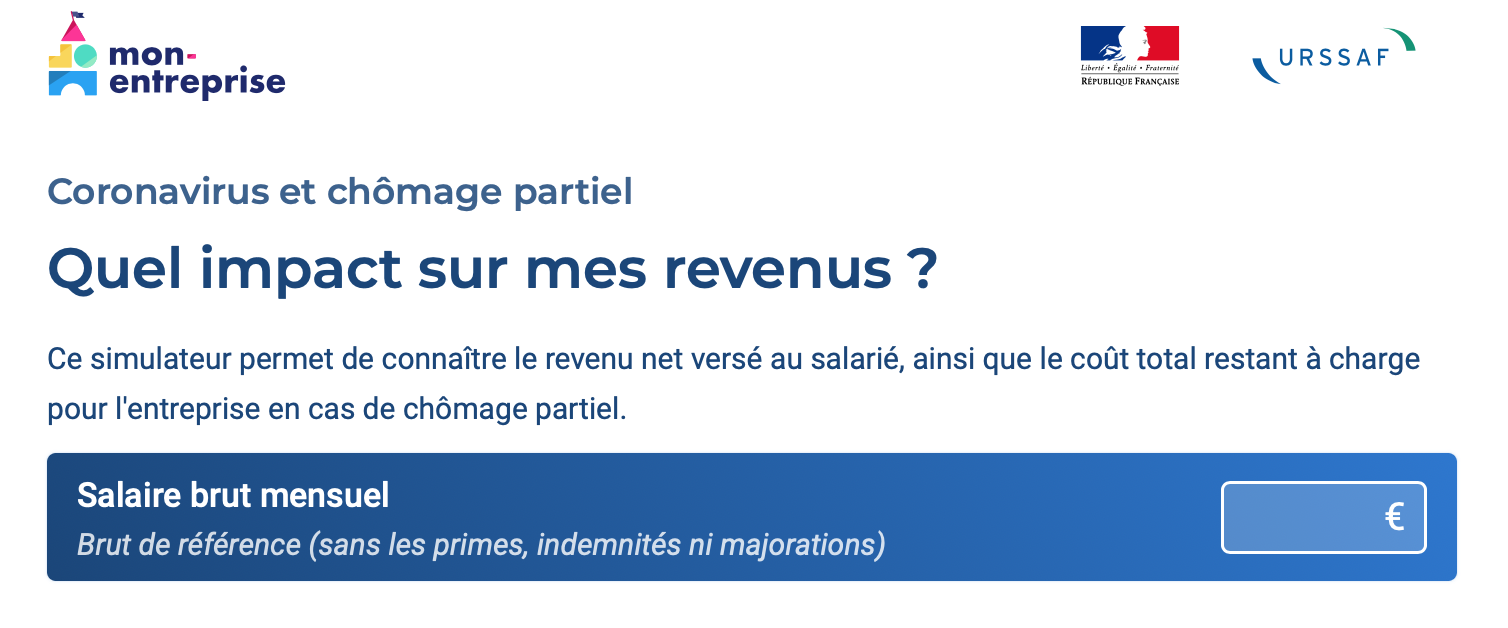 mon-
entreprise
Liberté • Égalité • Fraternité
RÉPUBLIQUE FRANÇAISE
URSSAF
Coronavirus et chômage partiel
Quel impact sur mes revenus ?
Ce simulateur permet de connaître le revenu net versé au salarié, ainsi que le coût total restant à charge
pour l'entreprise en cas de chômage partiel.
Salaire brut mensuel
€
Brut de référence (sans les primes, indemnités ni majorations)